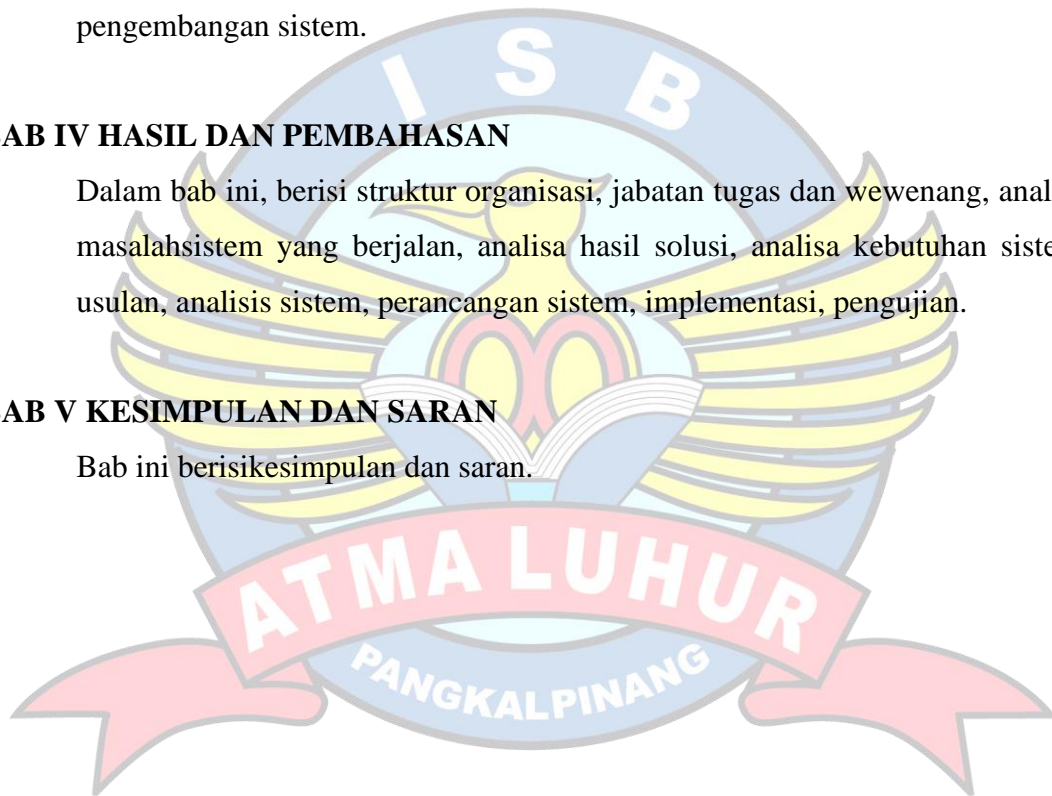 pengembangan sistem.
I S B
AB IV HASIL DAN PEMBAHASAN
Dalam bab ini, berisi struktur organisasi, jabatan tugas dan wewenang, anal
masalahsistem yang berjalan, analisa hasil solusi, analisa kebutuhan siste
usulan, analisis sistem, perancangan sistem, implementasi, pengujian.
AB V KESIMPULAN DAN SARAN
Bab ini berisikesimpulan dan saran.
ATMA LUHUR
PANGKALPINANG